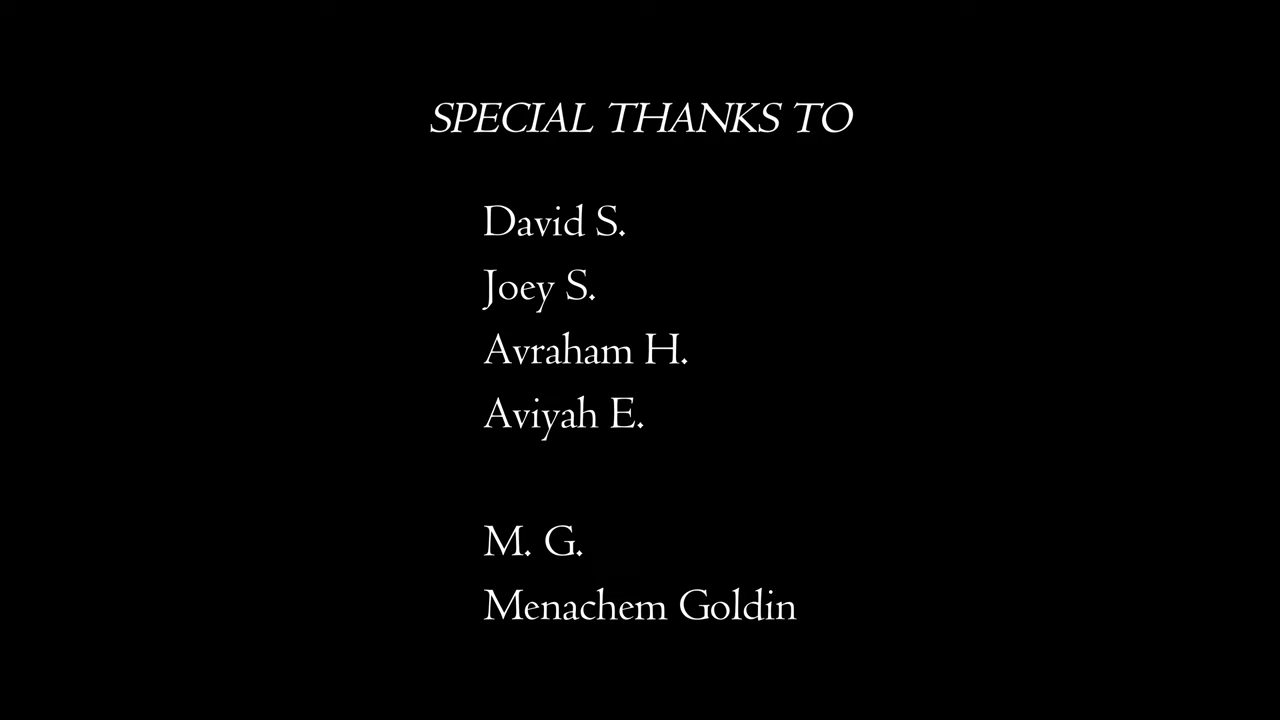 SPECIAL THANKS TO
David S.
Joey S.
Avraham H.
Aviyah E.
M. G.
Menachem Goldin